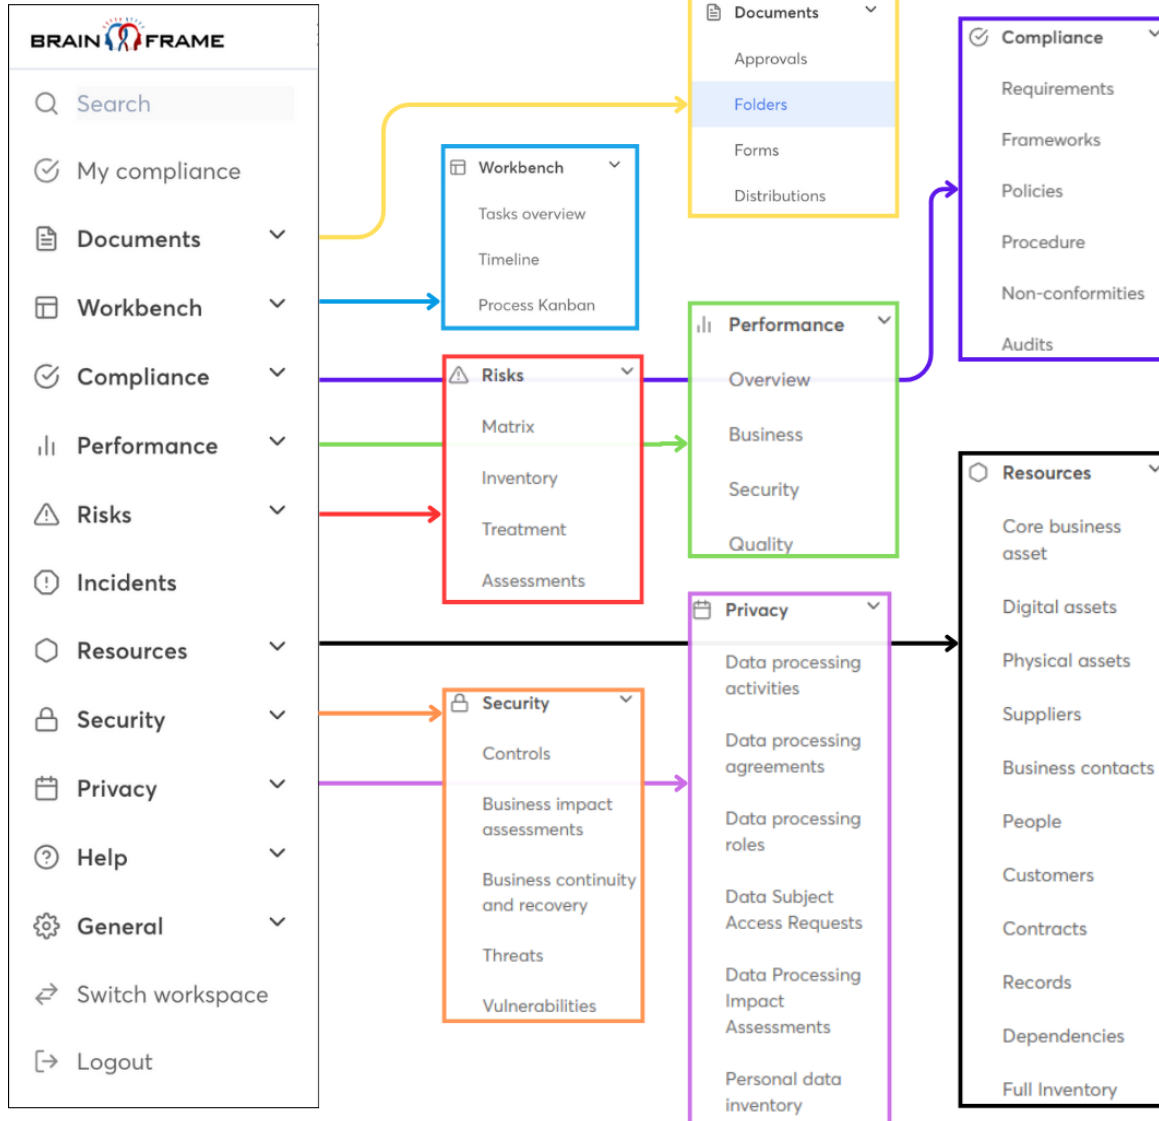 BRAIN FRAME
Search
My compliance
Documents
Workbench
Compliance
Performance
Risks
Incidents
Resources
Security
Privacy
Help
General
Switch workspace
Logout
Workbench
Tasks overview
Timeline
Process Kanban
Risks
Matrix
Inventory
Treatment
Assessments
Security
Controls
Business impact
assessments
Business continuity
and recovery
Threats
Vulnerabilities
Documents
Approvals
Folders
Forms
Distributions
Performance
Overview
Business
Security
Quality
Privacy
Data processing
activities
Data processing
agreements
Data processing
roles
Data Subject
Access Requests
Data Processing
Impact
Assessments
Personal data
inventory
Compliance
Requirements
Frameworks
Policies
Procedure
Non-conformities
Audits
Resources
Core business
asset
Digital assets
Physical assets
Suppliers
Business contacts
People
Customers
Contracts
Records
Dependencies
Full Inventory